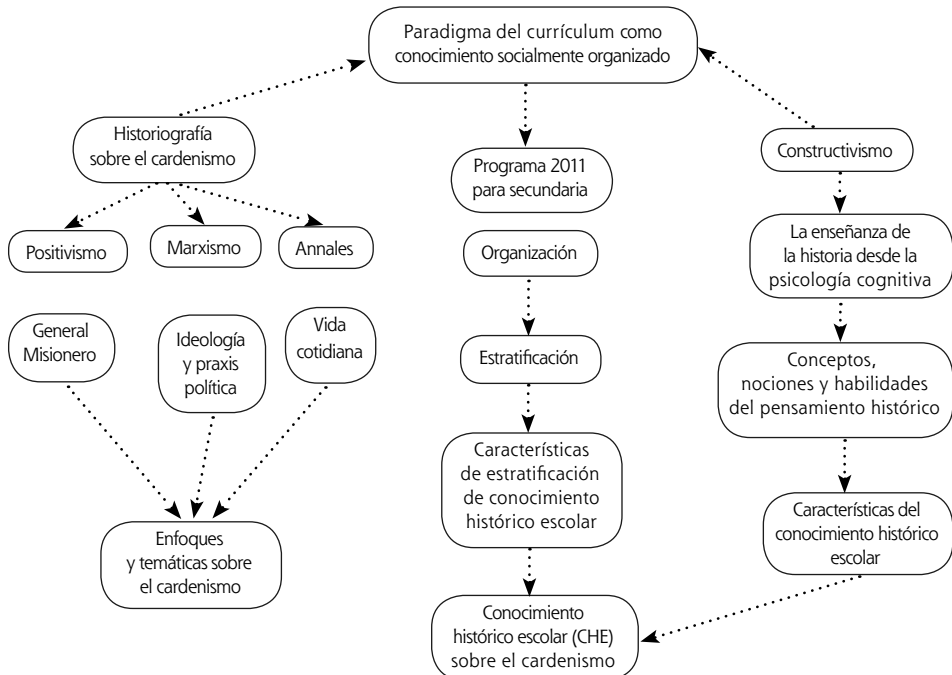 Paradigma del currículum como
conocimiento socialmente organizado
Historiografía
sobre el cardenismo
Programa 2011
para secundaria
Constructivismo
Positivismo
Marxismo
Annales
Organización
La enseñanza de
la historia desde la
psicología cognitiva
General
Misionero
Ideología
y praxis
política
Vida
cotidiana
Estratificación
Conceptos,
nociones y habilidades
del pensamiento histórico
Características
de estratificación
de conocimiento
histórico escolar
Características del
conocimiento histórico
escolar
Enfoques
y temáticas sobre
el cardenismo
Conocimiento
histórico escolar (CHE)
sobre el cardenismo